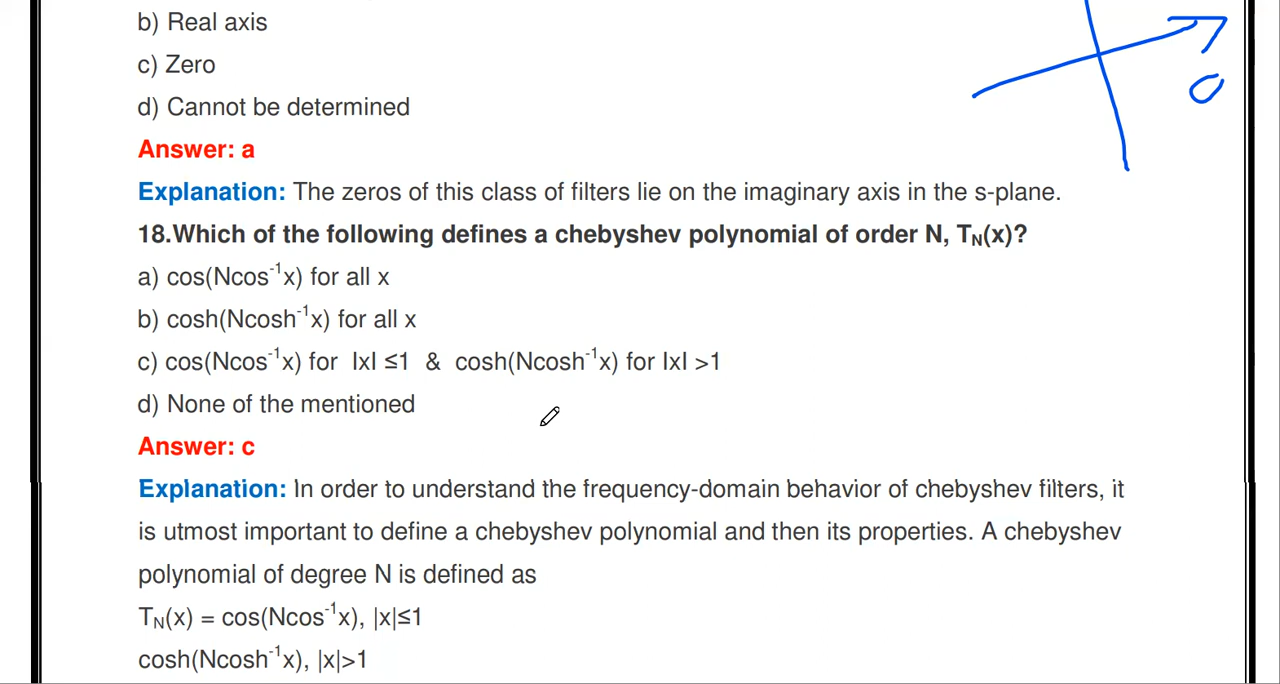 b) Real axis
c) Zero
d) Cannot be determined
Answer: a
Explanation: The zeros of this class of filters lie on the imaginary axis in the s-plane.
18.Which of the following defines a chebyshev polynomial of order N, T_N(x)?
a) cos(Ncos⁻¹x) for all x
b) cosh(Ncosh⁻¹x) for all x
c) cos(Ncos⁻¹x) for |x| ≤1 & cosh(Ncosh⁻¹x) for |x| >1
d) None of the mentioned
Answer: c
Explanation: In order to understand the frequency-domain behavior of chebyshev filters, it
is utmost important to define a chebyshev polynomial and then its properties. A chebyshev
polynomial of degree N is defined as
T_N(x) = cos(Ncos⁻¹x), |x|≤1
cosh(Ncosh⁻¹x), |x|>1